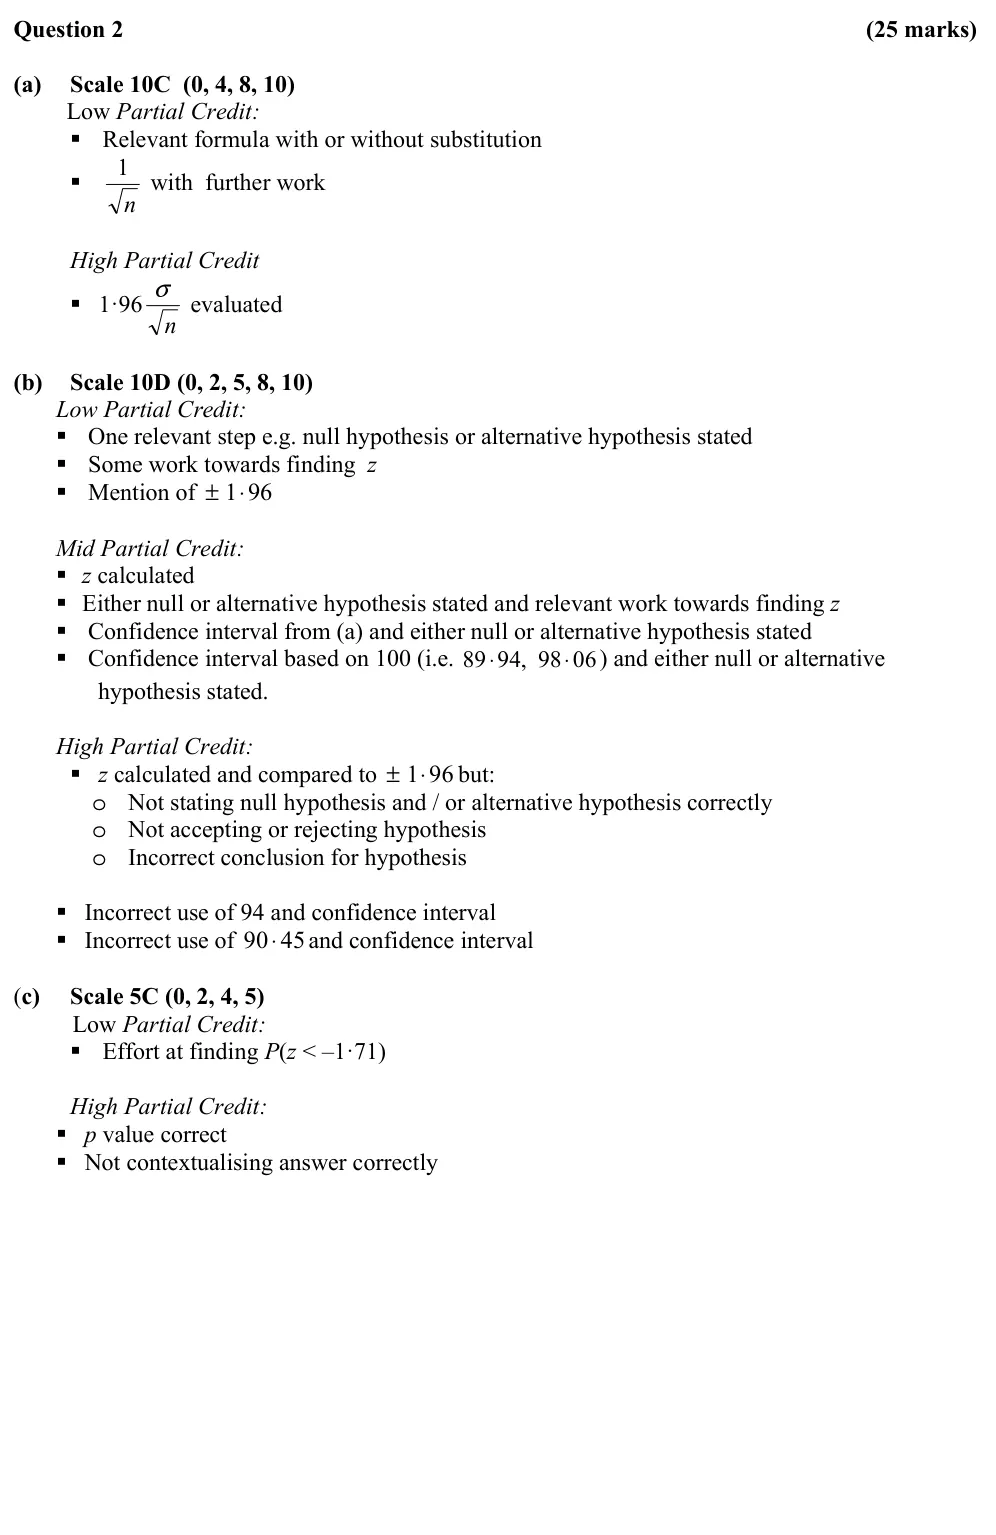 Question 2 (25 marks)
(a) Scale 10C (0, 4, 8, 10)
Low Partial Credit:
▪ Relevant formula with or without substitution
▪ 1/√n with further work
High Partial Credit
▪ 1·96 σ/√n evaluated
(b) Scale 10D (0, 2, 5, 8, 10)
Low Partial Credit:
▪ One relevant step e.g. null hypothesis or alternative hypothesis stated
▪ Some work towards finding z
▪ Mention of ± 1·96
Mid Partial Credit:
▪ z calculated
▪ Either null or alternative hypothesis stated and relevant work towards finding z
▪ Confidence interval from (a) and either null or alternative hypothesis stated
▪ Confidence interval based on 100 (i.e. 89·94, 98·06) and either null or alternative
hypothesis stated.
High Partial Credit:
▪ z calculated and compared to ± 1·96 but:
o Not stating null hypothesis and / or alternative hypothesis correctly
o Not accepting or rejecting hypothesis
o Incorrect conclusion for hypothesis
▪ Incorrect use of 94 and confidence interval
▪ Incorrect use of 90·45 and confidence interval
(c) Scale 5C (0, 2, 4, 5)
Low Partial Credit:
▪ Effort at finding P(z < –1·71)
High Partial Credit:
▪ p value correct
▪ Not contextualising answer correctly